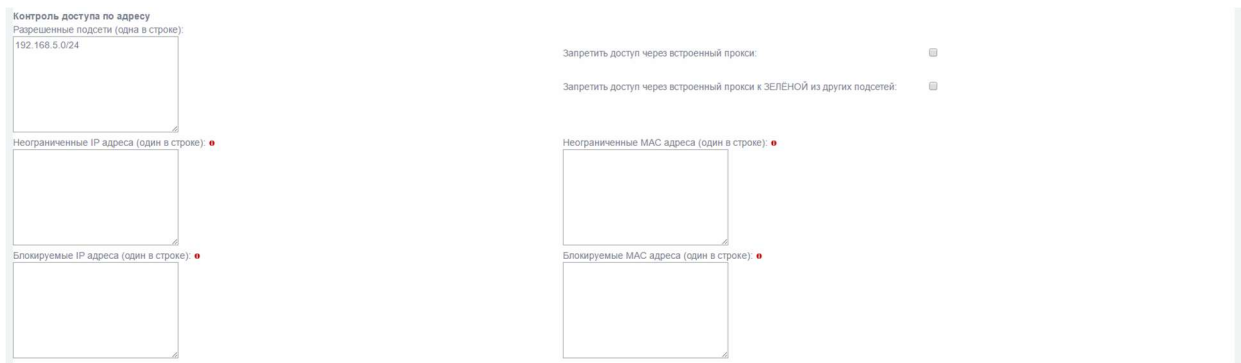 Контроль доступа по адресу
Разрешенные подсети (одна в строке):
192.168.5.0/24
Запретить доступ через встроенный прокси:
Запретить доступ через встроенный прокси к ЗЕЛЁНОЙ из других подсетей:
Неограниченные IP адреса (один в строке):
Неограниченные MAC адреса (один в строке):
Блокируемые IP адреса (один в строке):
Блокируемые MAC адреса (один в строке):